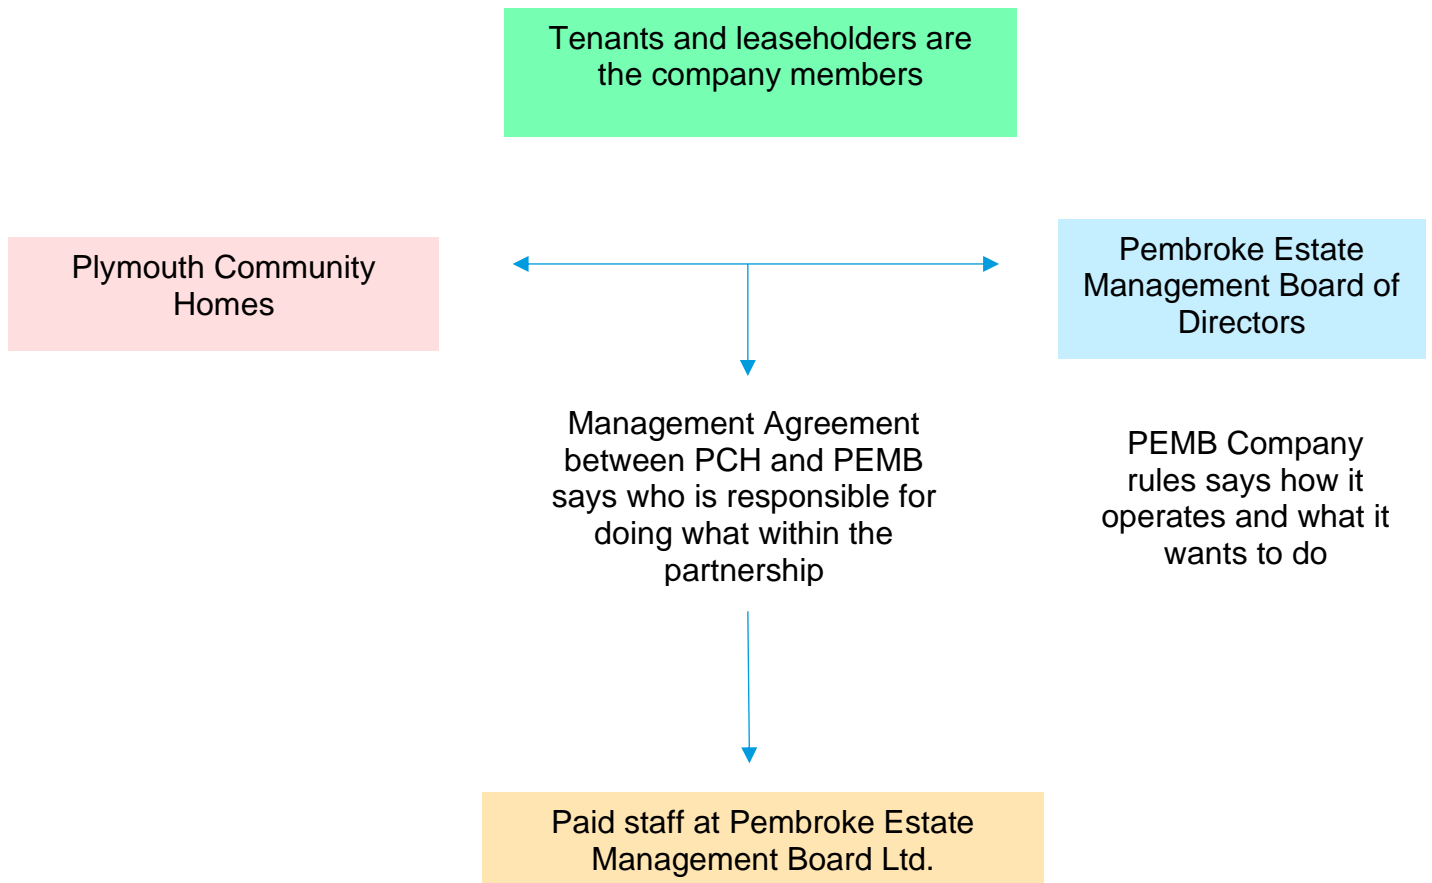 Tenants and leaseholders are
the company members
Plymouth Community
Homes
Pembroke Estate
Management Board of
Directors
Management Agreement
between PCH and PEMB
says who is responsible for
doing what within the
partnership
PEMB Company
rules says how it
operates and what it
wants to do
Paid staff at Pembroke Estate
Management Board Ltd.